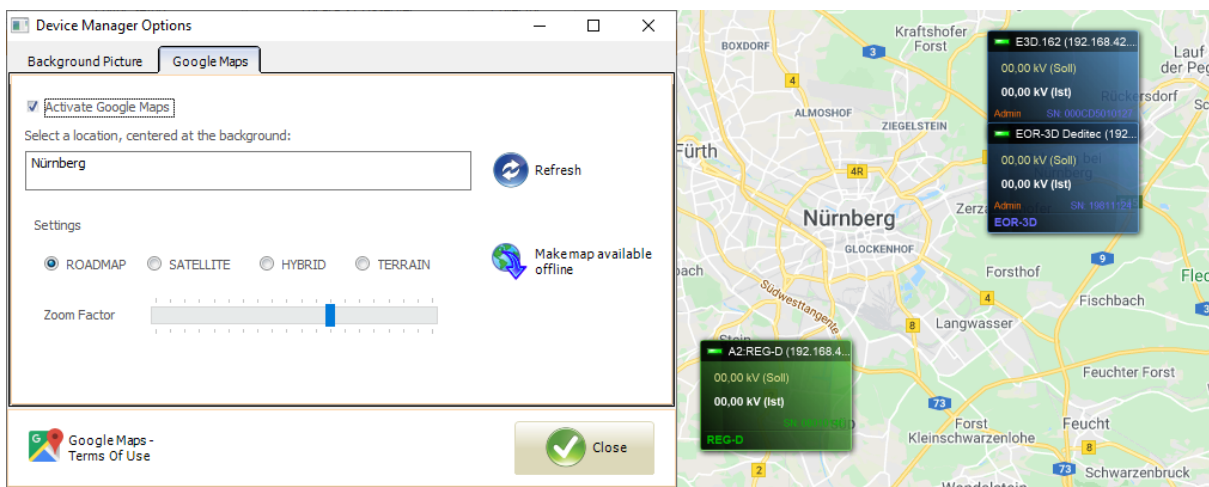 Device Manager Options
Background Picture
Google Maps
Activate Google Maps
Select a location, centered at the background:
Nürnberg
Refresh
Settings
ROADMAP
SATELLITE
HYBRID
TERRAIN
Make map available
offline
Zoom Factor
Google Maps -
Terms Of Use
Close
Kraftshofer
Forst
BOXDORF
3
4
Lauf
der Peg
ALMOSHOF
ZIEGELSTEIN
Rückersdorf
E3D.162 (192.168.42...
00,00 kV (Soll)
00,00 kV (Ist)
Admin
EOR-3D Deditec (192...
00,00 kV (Soll)
00,00 kV (Ist)
Admin
EOR-3D
Fürth
4R
Nürnberg
GLOCKENHOF
9
Forsthof
4
Fischbach
Südwesttangente
8
Langwasser
A2:REG-D (192.168.4...
00,00 kV (Soll)
00,00 kV (Ist)
REG-D
Feuchter Forst
73
Forst
Kleinschwarzenlohe
Feucht
8
2
73
Schwarzenbruck